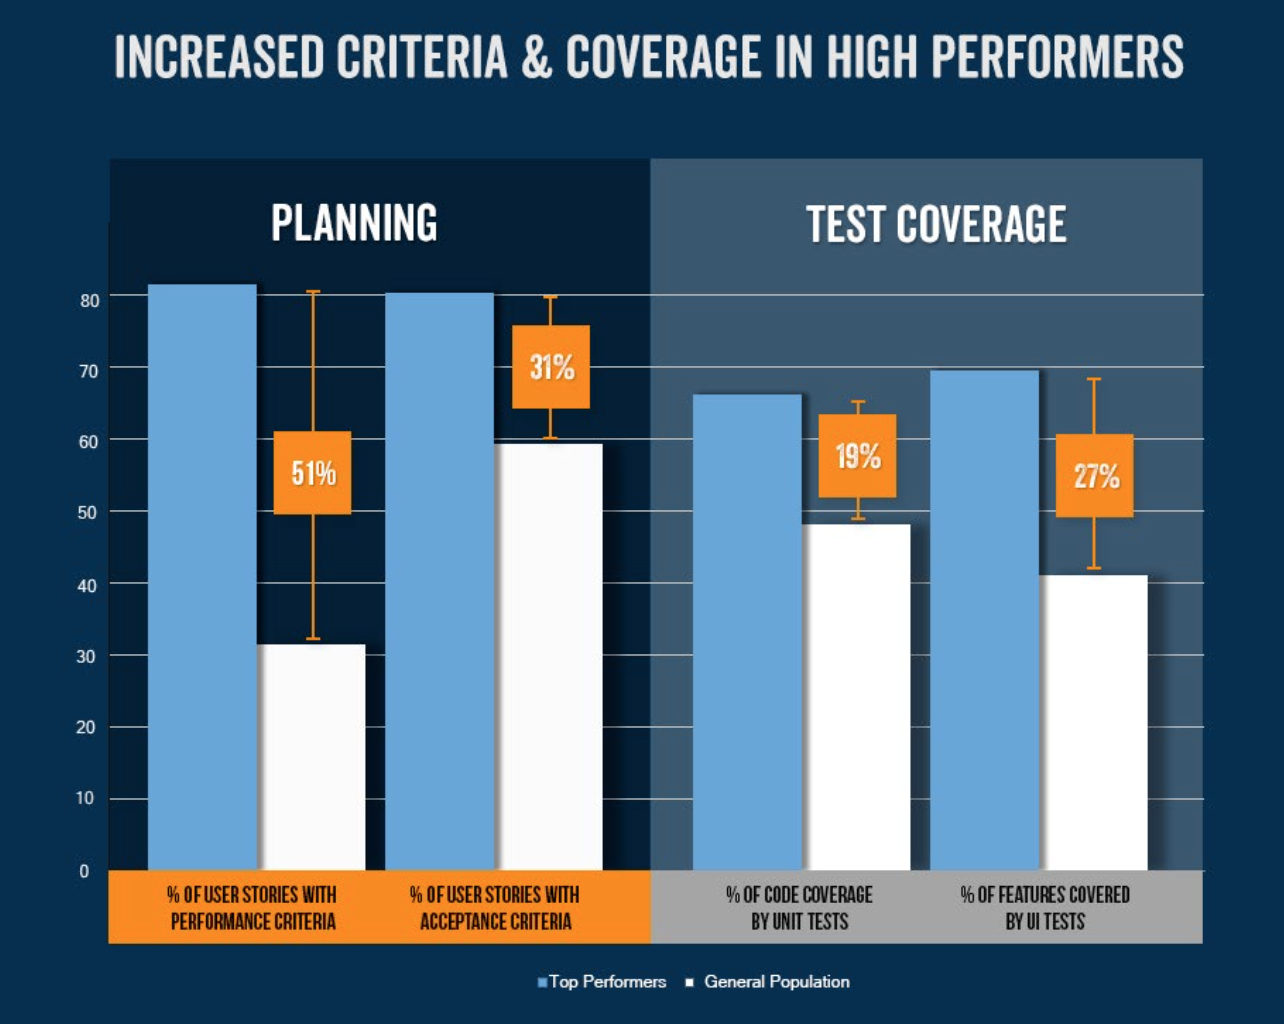 INCREASED CRITERIA & COVERAGE IN HIGH PERFORMERS
PLANNING
TEST COVERAGE
80
70
60
50
40
30
20
10
0
51%
31%
19%
27%
% OF USER STORIES WITH
PERFORMANCE CRITERIA
% OF USER STORIES WITH
ACCEPTANCE CRITERIA
% OF CODE COVERAGE
BY UNIT TESTS
% OF FEATURES COVERED
BY UI TESTS
Top Performers
General Population